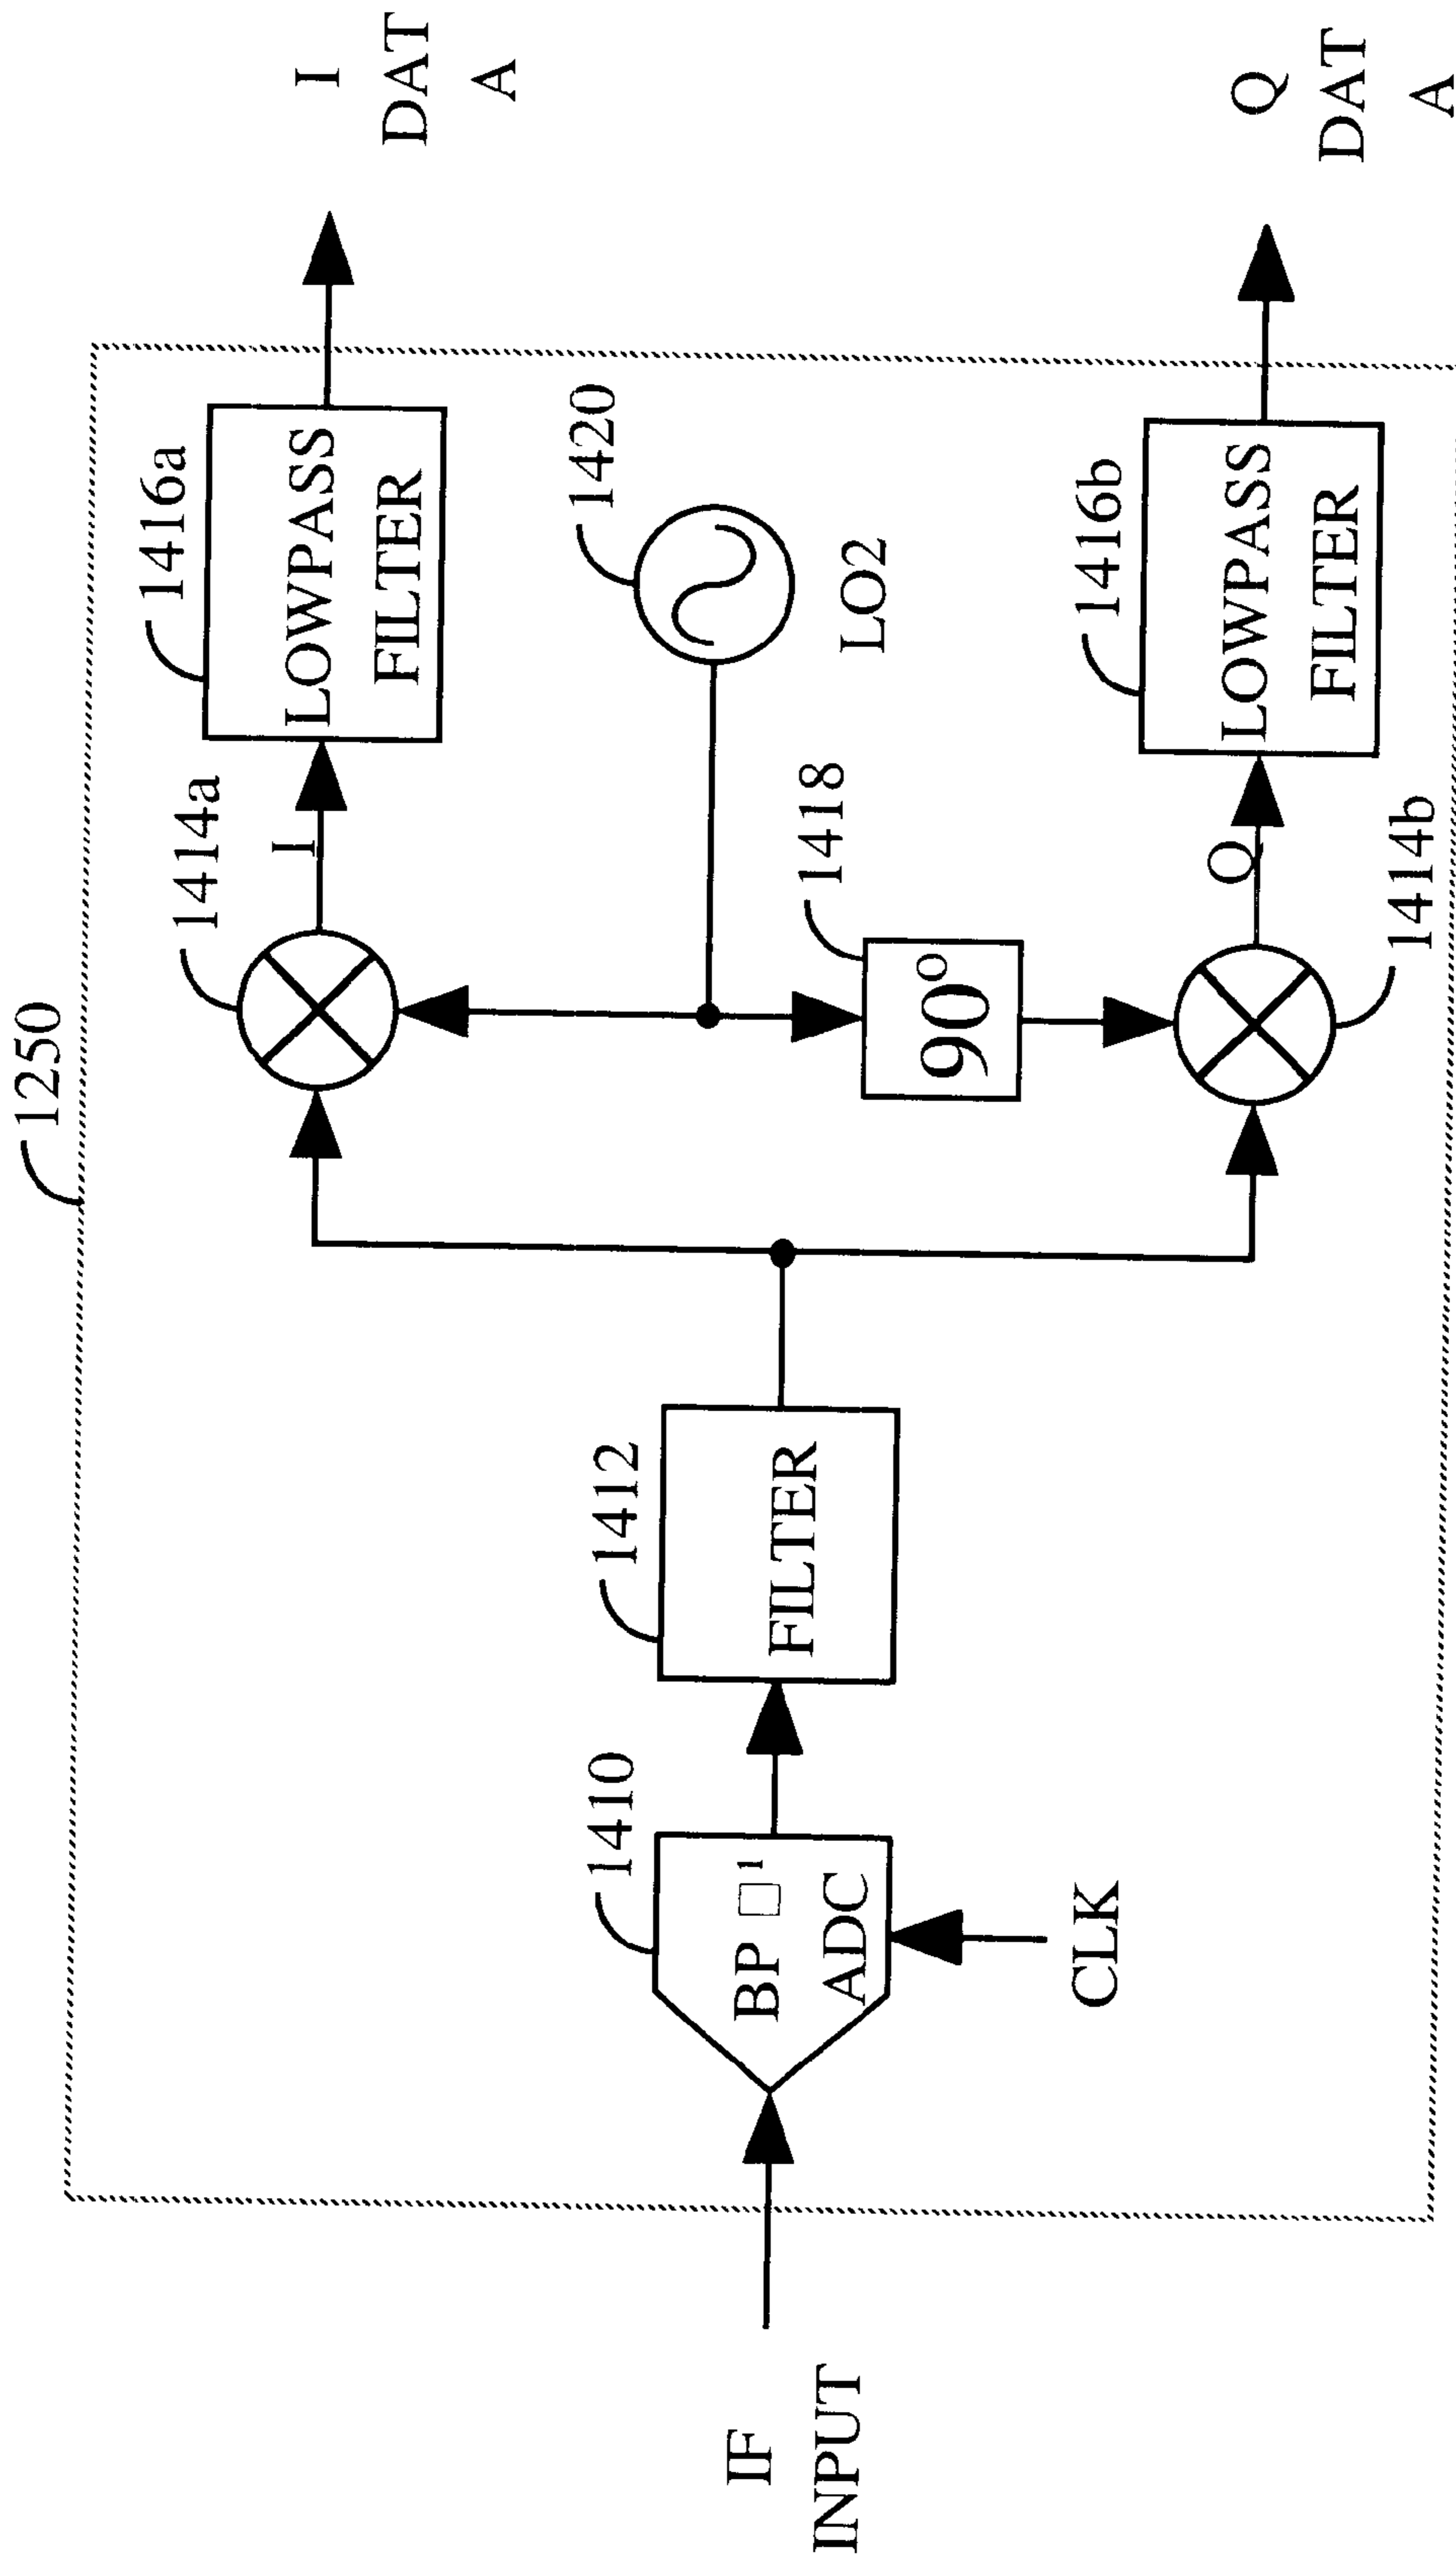 1250
1414a
1416a
I
LOWPASS
FILTER
I
DAT
A
1420
LO2
1410
BP □¹
ADC
CLK
1412
FILTER
IF
INPUT
1418
90°
1416b
Q
LOWPASS
FILTER
Q
DAT
A
1414b